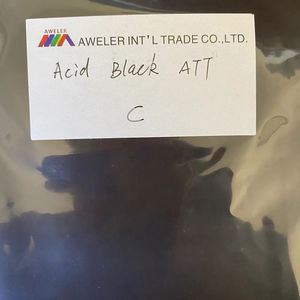 AWELER
AWELER INT'L TRADE CO.,LTD.
Acid Black ATT
C